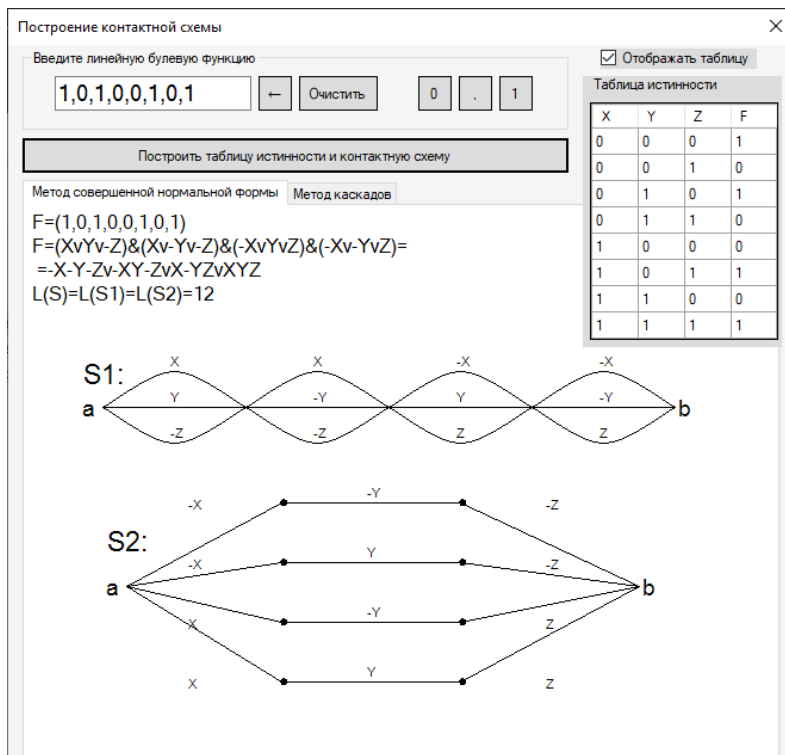 Построение контактной схемы
Введите линейную булевую функцию
1,0,1,0,0,1,0,1
←
Очистить
0
.
1
Построить таблицу истинности и контактную схему
Отображать таблицу
Таблица истинности
X Y Z F
0 0 0 1
0 0 1 0
0 1 0 1
0 1 1 0
1 0 0 0
1 0 1 1
1 1 0 0
1 1 1 1
Метод совершенной нормальной формы
Метод каскадов
F=(1,0,1,0,0,1,0,1)
F=(XvYv-Z)&(Xv-Yv-Z)&(-XvYvZ)&(-Xv-YvZ)=
=-X-Y-Zv-XY-ZvX-YZvXYZ
L(S)=L(S1)=L(S2)=12
S1:
X X -X -X
a Y -Y Y -Y b
-Z -Z Z Z
S2:
-X -Y -Z
-X Y -Z
a b
X -Y Z
X Y Z